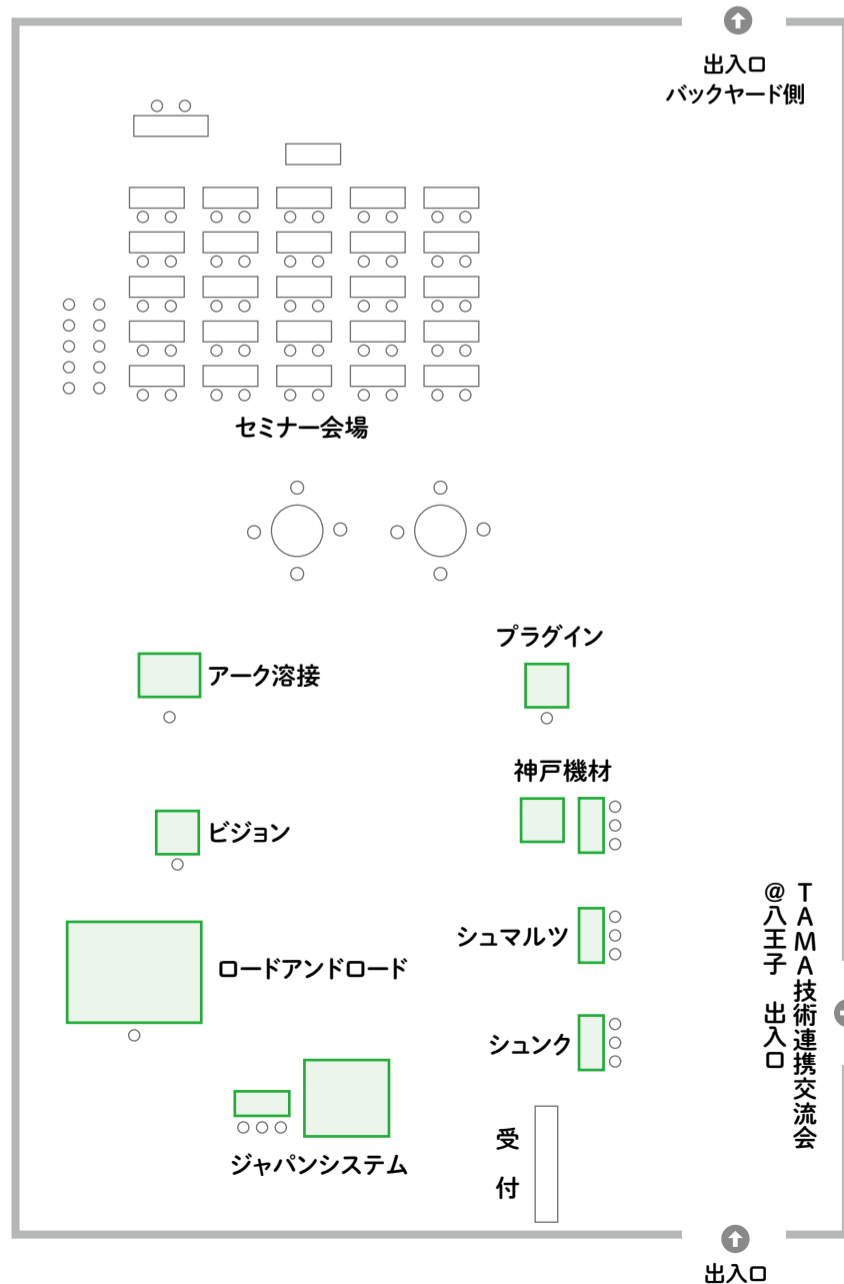 出入口
バックヤード側
セミナー会場
プラグイン
アーク溶接
神戸機材
ビジョン
シュマルツ
ロードアンドロード
シュンク
TAMA技術連携交流会
@八王子 出入口
ジャパンシステム
受付
出入口